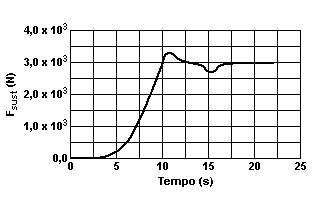 4,0 x 10³
3,0 x 10³
2,0 x 10³
1,0 x 10³
0,0
F sust (N)
0 5 10 15 20 25
Tempo (s)